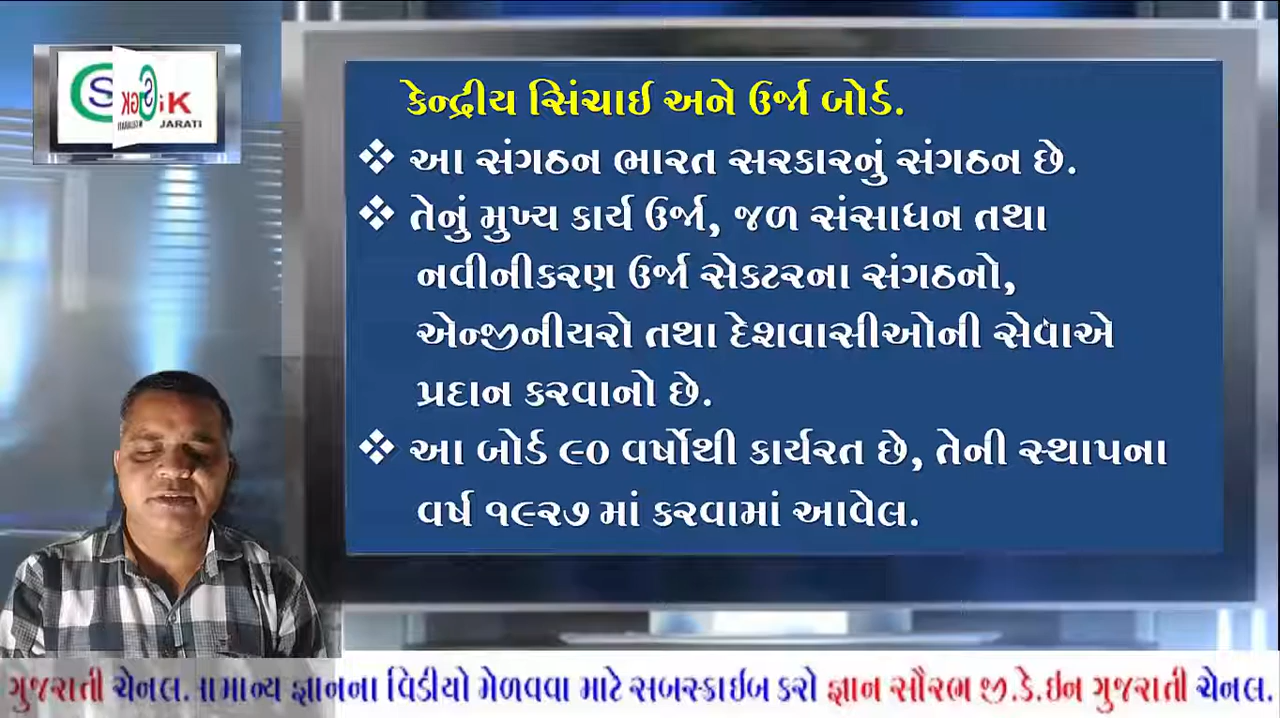 કેન્દ્રીય સિંચાઈ અને ઉર્જા બોર્ડ.
❖ આ સંગઠન ભારત સરકારનું સંગઠન છે.
❖ તેનું મુખ્ય કાર્ય ઉર્જા, જળ સંસાધન તથા
નવીનીકરણ ઉર્જા સેક્ટરના સંગઠનો,
એન્જીનીયરો તથા દેશવાસીઓની સેવાએ
પ્રદાન કરવાનો છે.
❖ આ બોર્ડ ૯૦ વર્ષોથી કાર્યરત છે, તેની સ્થાપના
વર્ષ ૧૯૨૭ માં કરવામાં આવેલ.
ગુજરાતી ચેનલ. ામાન્ય જ્ઞાનના વિડીયો મેળવવા માટે સબસ્ક્રાઈબ કરો જ્ઞાન સૌરભ જી.કે.ઇન ગુજરાતી ચેનલ.